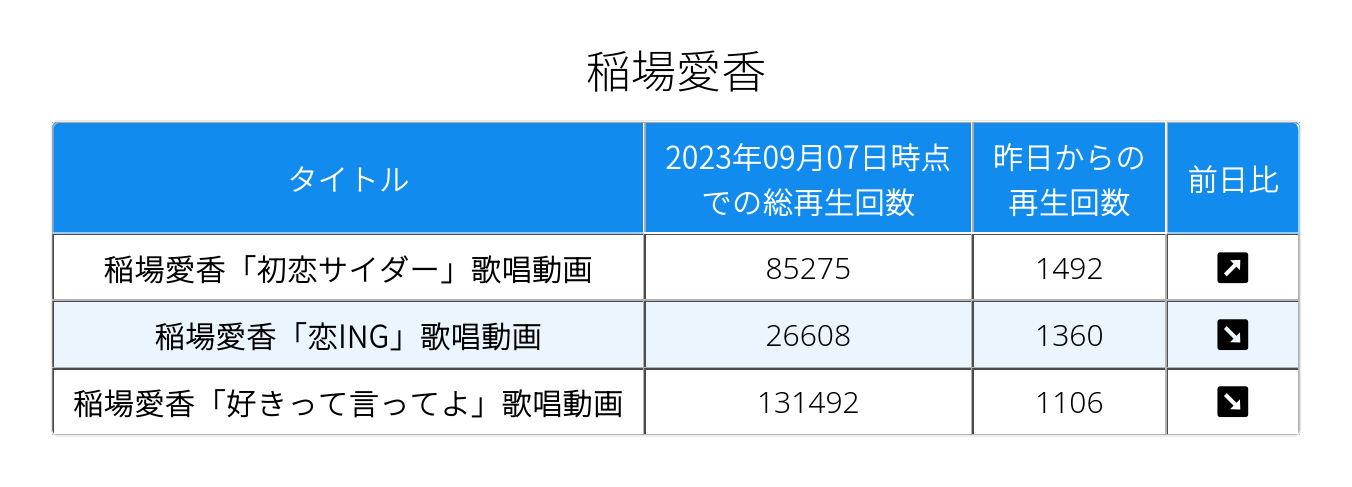 稲場愛香
タイトル
2023年09月07日時点
での総再生回数
昨日からの
再生回数
前日比
稲場愛香「初恋サイダー」歌唱動画 85275 1492 ↗
稲場愛香「恋ING」歌唱動画 26608 1360 ↘
稲場愛香「好きって言ってよ」歌唱動画 131492 1106 ↘